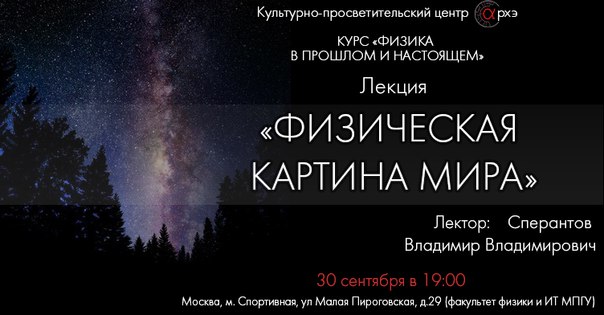 Культурно-просветительский центр αрхэ
КУРС «ФИЗИКА
В ПРОШЛОМ И НАСТОЯЩЕМ»
Лекция
«ФИЗИЧЕСКАЯ
КАРТИНА МИРА»
Лектор: Сперантов
Владимир Владимирович
30 сентября в 19:00
Москва, м. Спортивная, ул Малая Пироговская, д.29 (факультет физики и ИТ МПГУ)